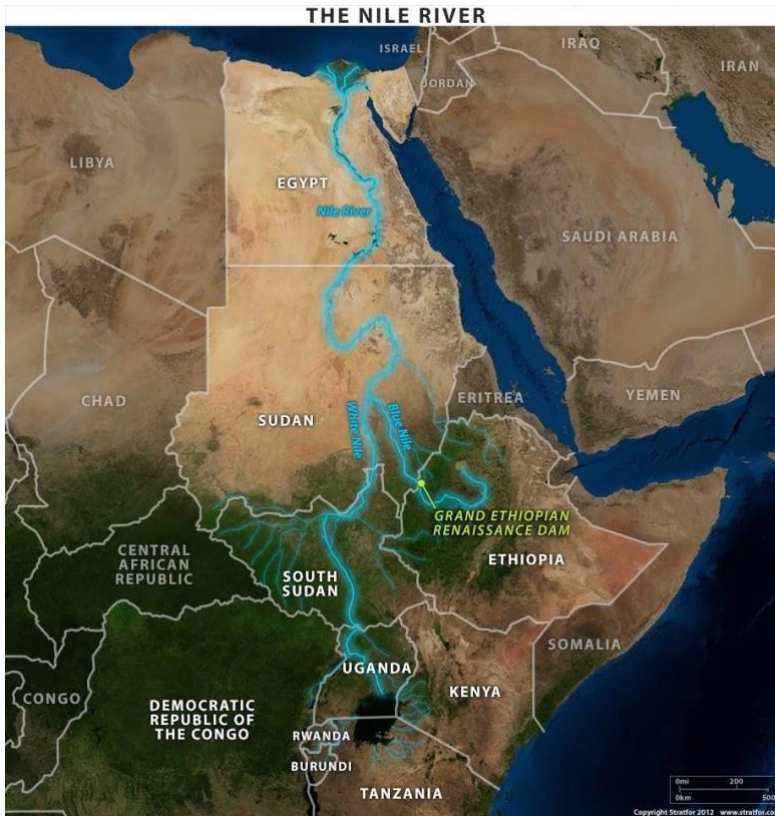 THE NILE RIVER
ISRAEL
IRAQ
IRAN
JORDAN
LIBYA
EGYPT
Nile River
SAUDI ARABIA
CHAD
ERITREA
YEMEN
SUDAN
White Nile
Blue Nile
GRAND ETHIOPIAN
RENAISSANCE DAM
CENTRAL
AFRICAN
REPUBLIC
ETHIOPIA
SOUTH
SUDAN
SOMALIA
UGANDA
KENYA
CONGO
DEMOCRATIC
REPUBLIC OF
THE CONGO
RWANDA
BURUNDI
TANZANIA
0mi 200
0km 500
Copyright Stratfor 2012 www.stratfor.com